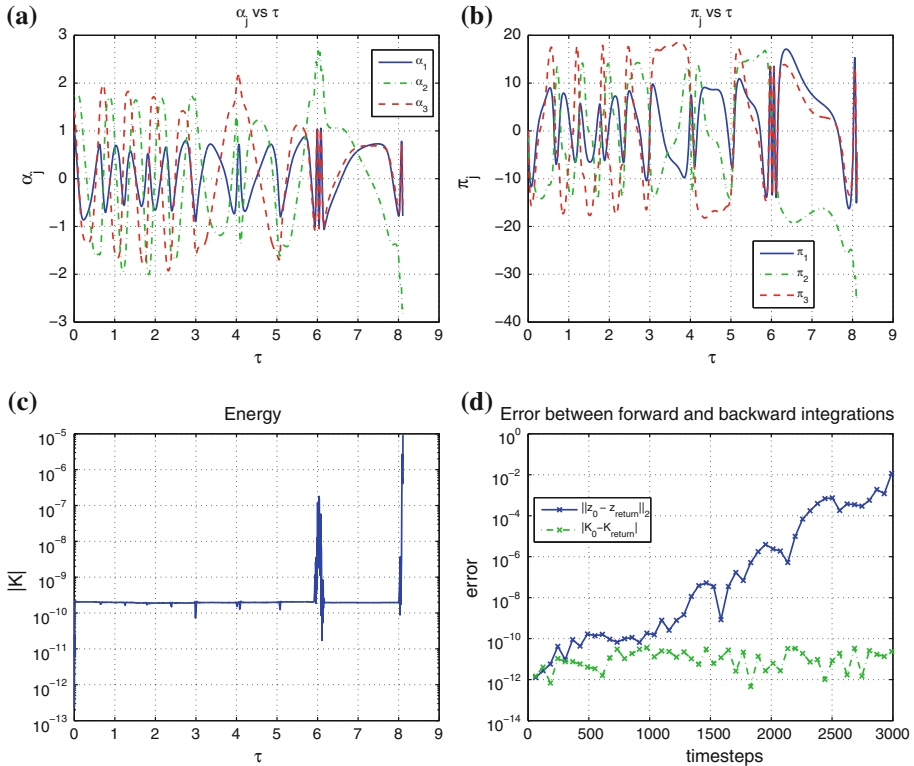 (a)
α_j vs τ
3
2
1
0
−1
−2
−3
α_j
0 1 2 3 4 5 6 7 8 9
τ
α_1
α_2
α_3
(b)
π_j vs τ
20
10
0
−10
−20
−30
−40
π_j
0 1 2 3 4 5 6 7 8 9
τ
π_1
π_2
π_3
(c)
Energy
10^−5
10^−6
10^−7
10^−8
10^−9
10^−10
10^−11
10^−12
10^−13
|K|
0 1 2 3 4 5 6 7 8 9
τ
(d)
Error between forward and backward integrations
10^0
10^−2
10^−4
10^−6
10^−8
10^−10
10^−12
10^−14
error
0 500 1000 1500 2000 2500 3000
timesteps
||z_0 − z_return||_2
|K_0−K_return|